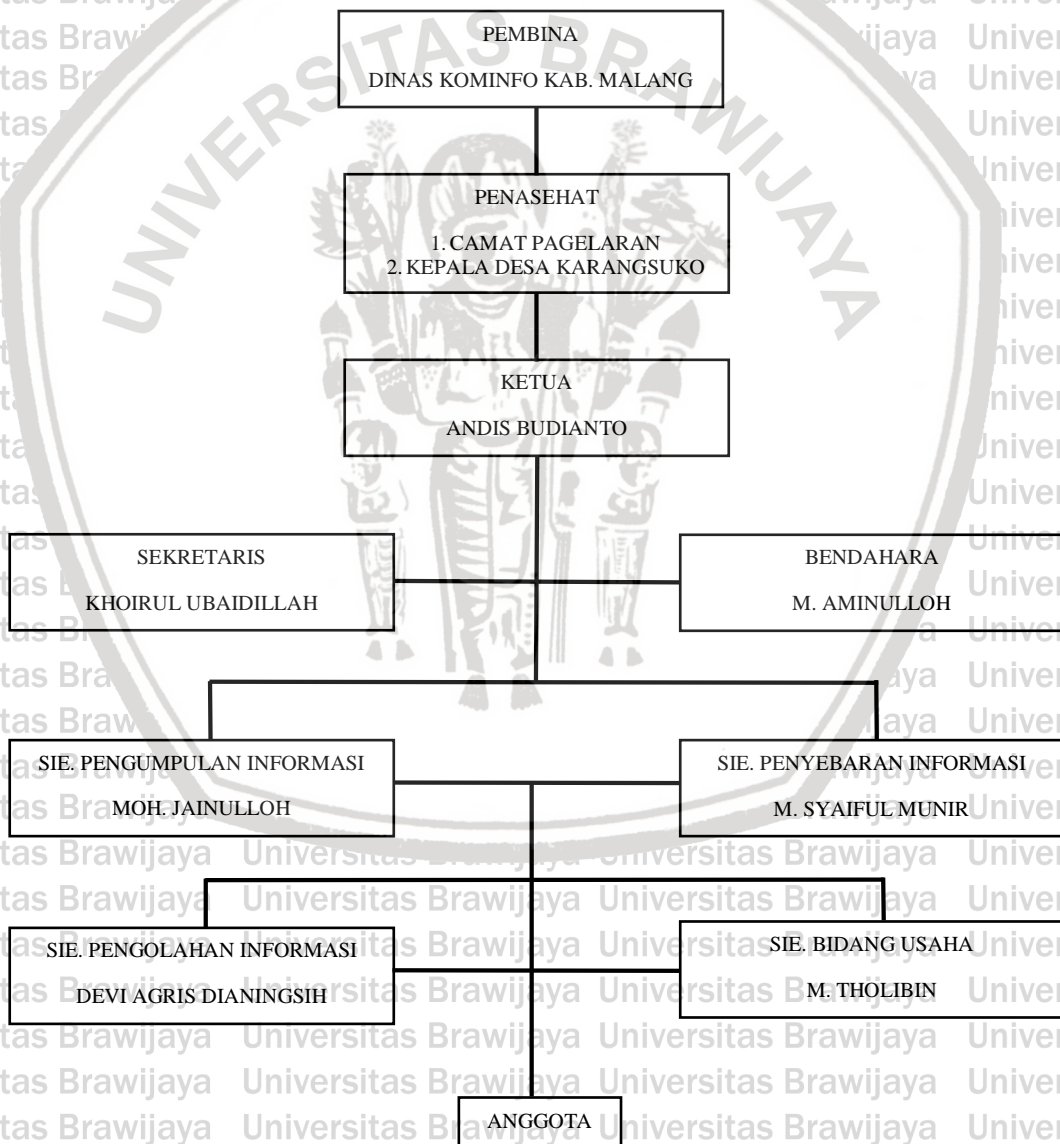 PEMBINA
DINAS KOMINFO KAB. MALANG
PENASEHAT
1. CAMAT PAGELARAN
2. KEPALA DESA KARANGSUKO
KETUA
ANDIS BUDIANTO
SEKRETARIS
KHOIRUL UBAIDILLAH
BENDAHARA
M. AMINULLOH
SIE. PENGUMPULAN INFORMASI
MOH. JAINULLOH
SIE. PENYEBARAN INFORMASI
M. SYAIFUL MUNIR
SIE. PENGOLAHAN INFORMASI
DEVI AGRIS DIANINGSIH
SIE. BIDANG USAHA
M. THOLIBIN
ANGGOTA
UNIVERSITAS BRAWIJAYA